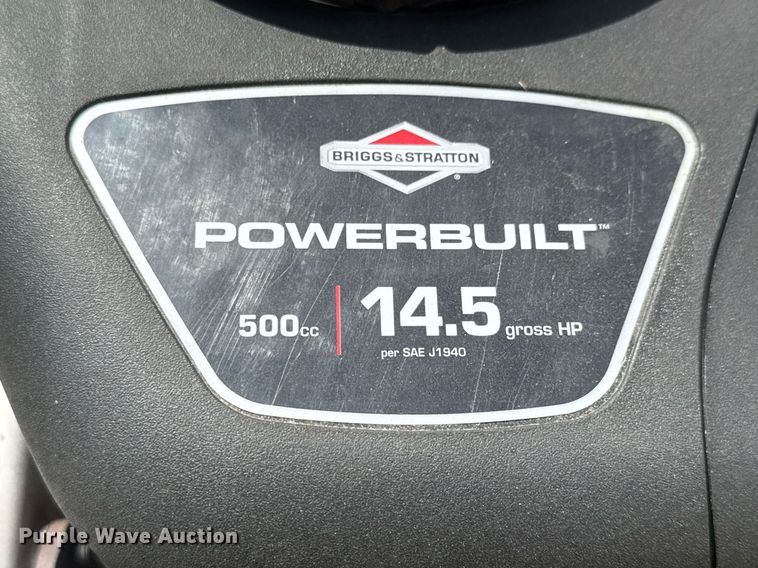 BRIGGS&STRATTON®
POWERBUILT™
500cc | 14.5 gross HP
per SAE J1940
Purple Wave Auction